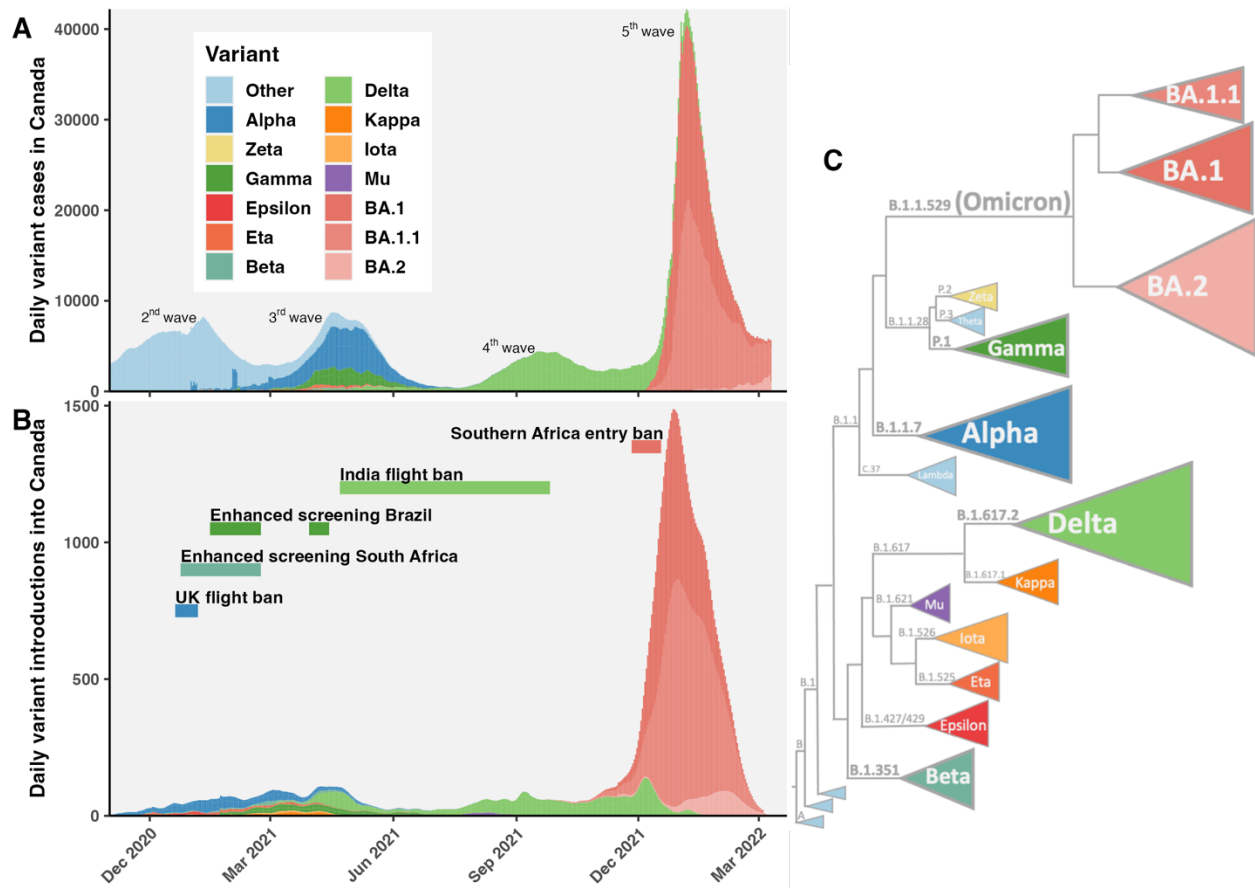 A
Daily variant cases in Canada
40000
30000
20000
10000
0
2nd wave
3rd wave
4th wave
5th wave
Variant
Other
Alpha
Zeta
Gamma
Epsilon
Eta
Beta
Delta
Kappa
Iota
Mu
BA.1
BA.1.1
BA.2
B
Daily variant introductions into Canada
1500
1000
500
0
Southern Africa entry ban
India flight ban
Enhanced screening Brazil
Enhanced screening South Africa
UK flight ban
Dec 2020
Mar 2021
Jun 2021
Sep 2021
Dec 2021
Mar 2022
C
BA.1.1
BA.1
B.1.1.529 (Omicron)
BA.2
P.2
Zeta
P.3
Theta
B.1.1.28
P.1
Gamma
B.1.1
B.1.1.7
Alpha
C.37
Lambda
B.1.617.2
Delta
B.1.617
B.1.617.1
Kappa
B.1.621
Mu
B.1.526
Iota
B.1.525
Eta
B.1
B.1.427/429
Epsilon
B
B.1.351
Beta
A